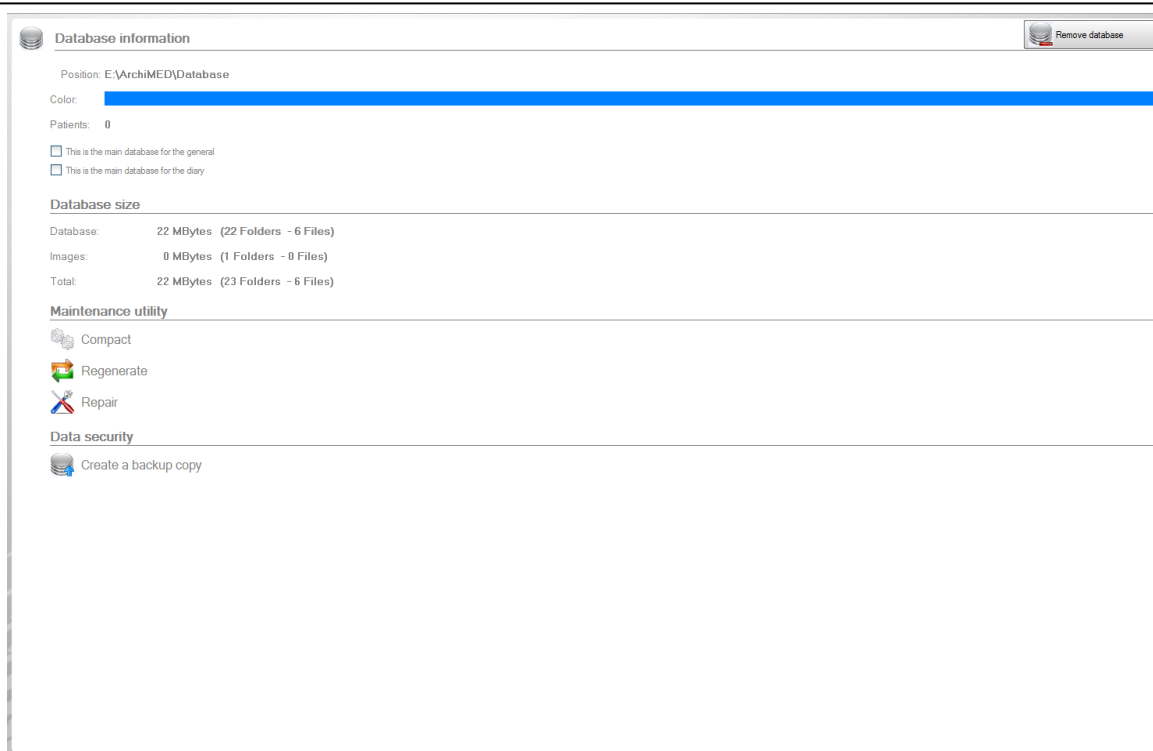 Database information
Remove database
Position: E:\ArchiMED\Database
Color:
Patients: 0
This is the main database for the general
This is the main database for the diary
Database size
Database: 22 MBytes (22 Folders - 6 Files)
Images: 0 MBytes (1 Folders - 0 Files)
Total: 22 MBytes (23 Folders - 6 Files)
Maintenance utility
Compact
Regenerate
Repair
Data security
Create a backup copy